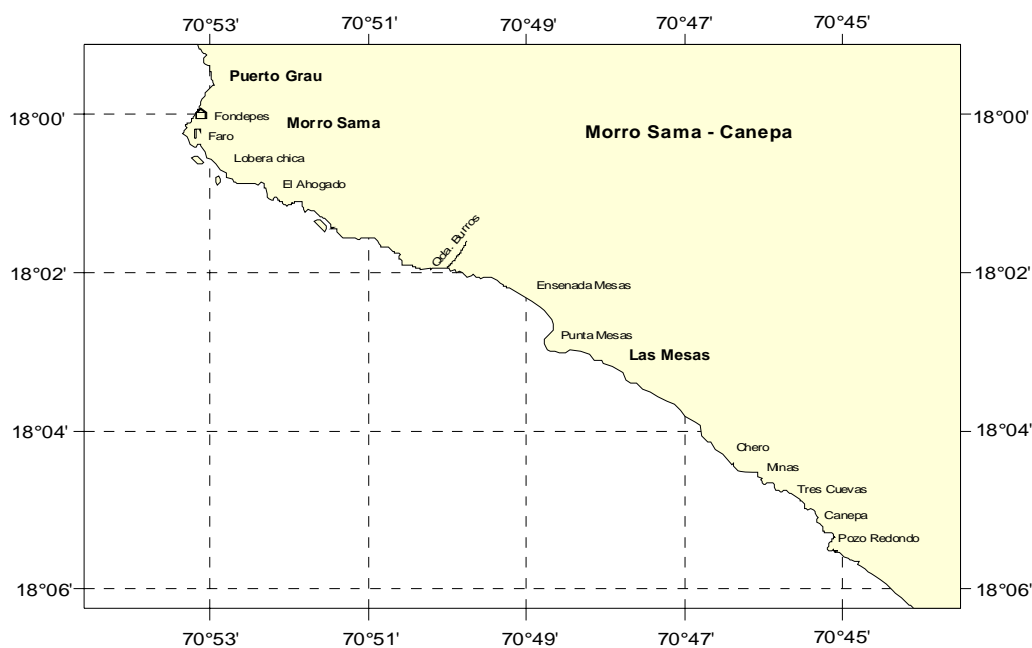 70°53' 70°51' 70°49' 70°47' 70°45'
Puerto Grau
18°00' Fondepes 18°00'
Morro Sama
Morro Sama - Canepa
Faro
Lobera chica
El Ahogado
Qda. Burros
18°02' 18°02'
Ensenada Mesas
Punta Mesas
Las Mesas
18°04' 18°04'
Chero
Minas
Tres Cuevas
Canepa
Pozo Redondo
18°06' 18°06'
70°53' 70°51' 70°49' 70°47' 70°45'